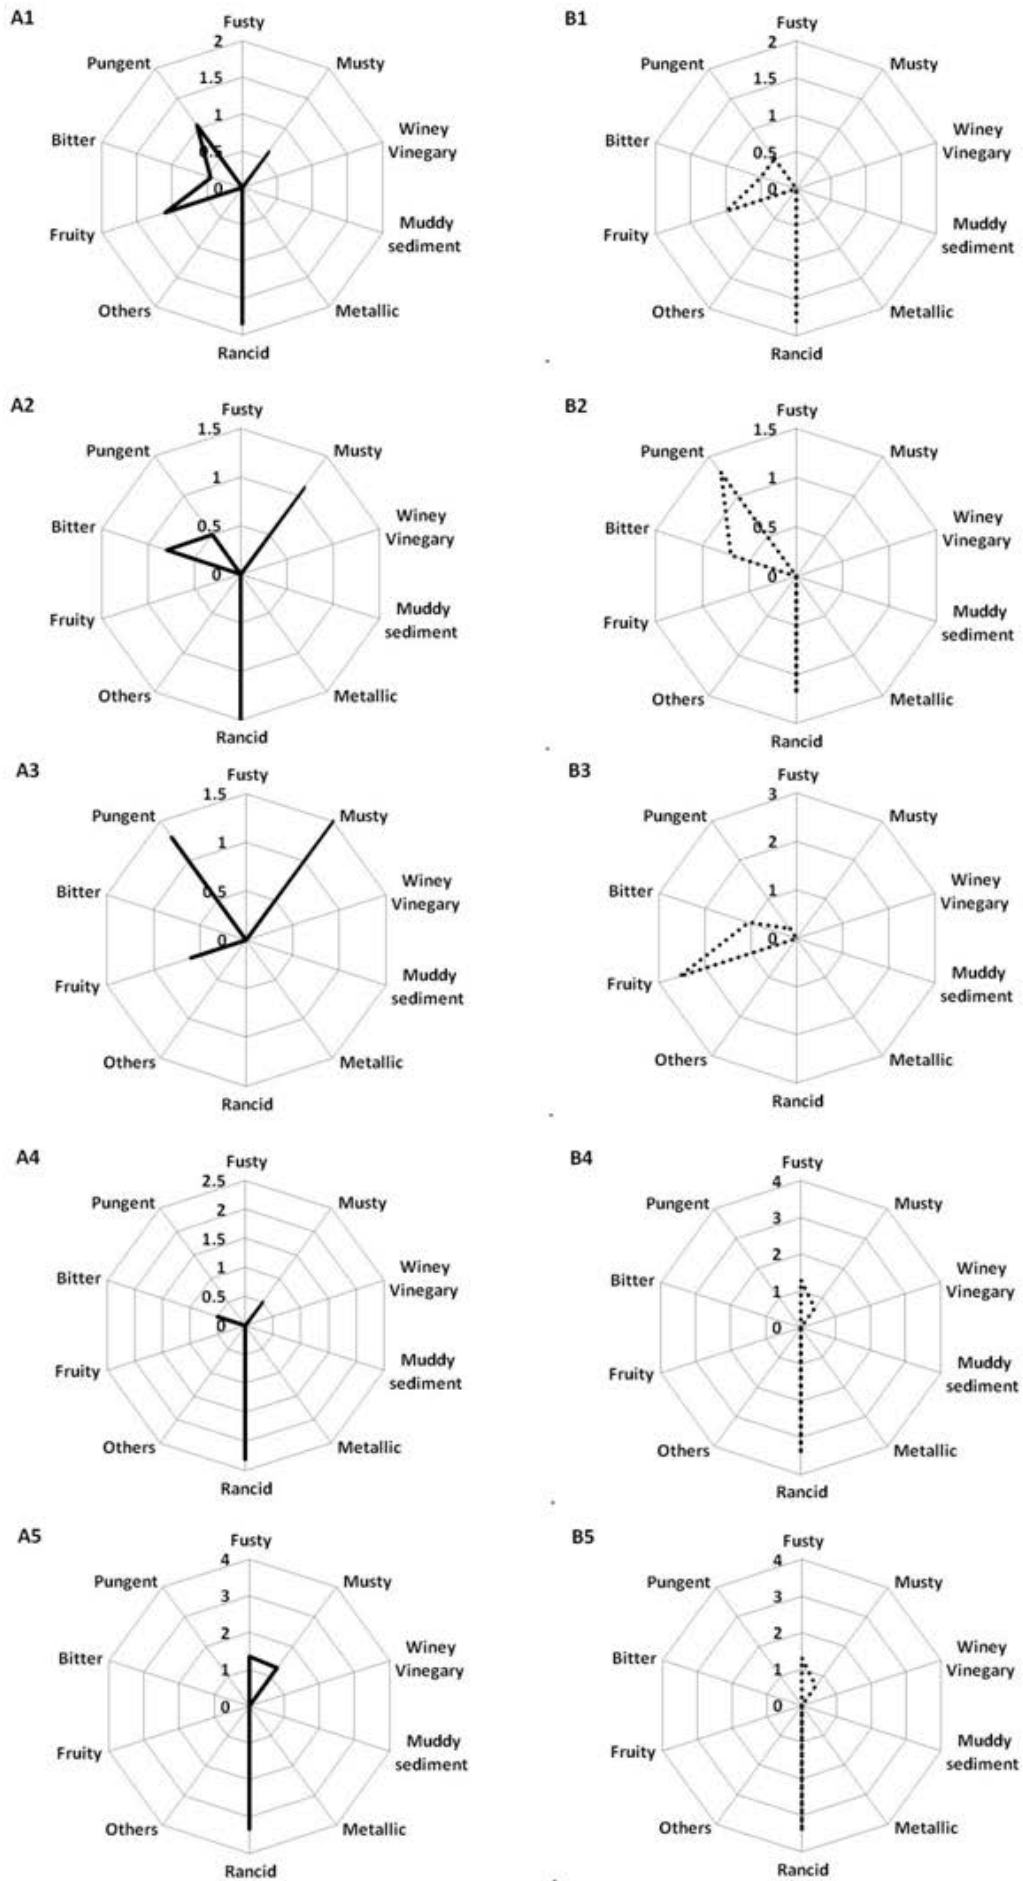 A1
Fusty
2
Pungent
Musty
1.5
1
Bitter
Winey
Vinegary
0.5
0
Fruity
Muddy
sediment
Others
Metallic
Rancid
B1
Fusty
2
Pungent
Musty
1.5
1
Bitter
Winey
Vinegary
0.5
0
Fruity
Muddy
sediment
Others
Metallic
Rancid
A2
Fusty
1.5
Pungent
Musty
1
Bitter
Winey
Vinegary
0.5
0
Fruity
Muddy
sediment
Others
Metallic
Rancid
B2
Fusty
1.5
Pungent
Musty
1
Bitter
Winey
Vinegary
0.5
0
Fruity
Muddy
sediment
Others
Metallic
Rancid
A3
Fusty
1.5
Pungent
Musty
1
Bitter
Winey
Vinegary
0.5
0
Fruity
Muddy
sediment
Others
Metallic
Rancid
B3
Fusty
3
Pungent
Musty
2
Bitter
Winey
Vinegary
1
0
Fruity
Muddy
sediment
Others
Metallic
Rancid
A4
Fusty
2.5
Pungent
Musty
2
1.5
Bitter
Winey
Vinegary
1
0.5
0
Fruity
Muddy
sediment
Others
Metallic
Rancid
B4
Fusty
4
Pungent
Musty
3
2
Bitter
Winey
Vinegary
1
0
Fruity
Muddy
sediment
Others
Metallic
Rancid
A5
Fusty
4
Pungent
Musty
3
2
Bitter
Winey
Vinegary
1
0
Fruity
Muddy
sediment
Others
Metallic
Rancid
B5
Fusty
4
Pungent
Musty
3
2
Bitter
Winey
Vinegary
1
0
Fruity
Muddy
sediment
Others
Metallic
Rancid